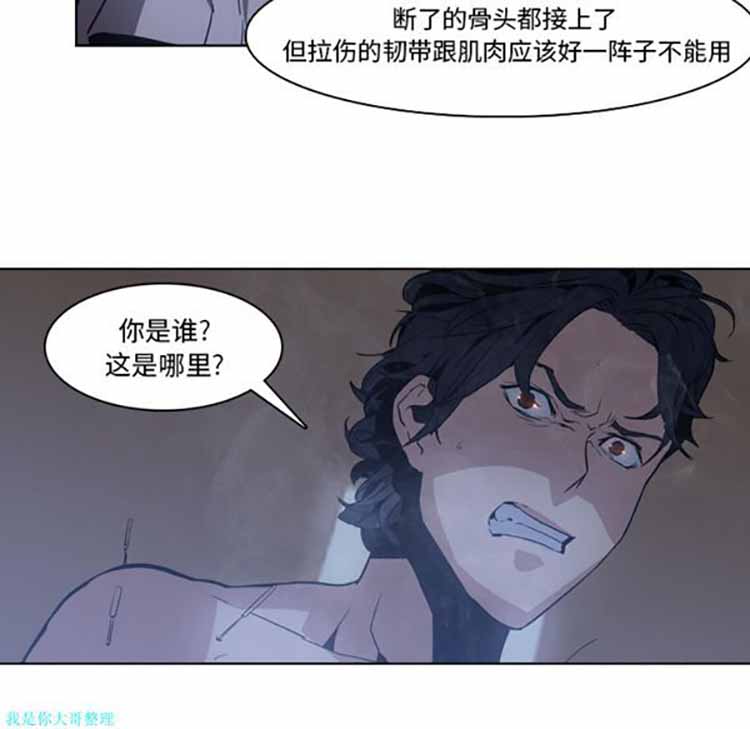 断了的骨头都接上了
但拉伤的韧带跟肌肉应该好一阵子不能用
你是谁?
这是哪里?
我是你大哥整理